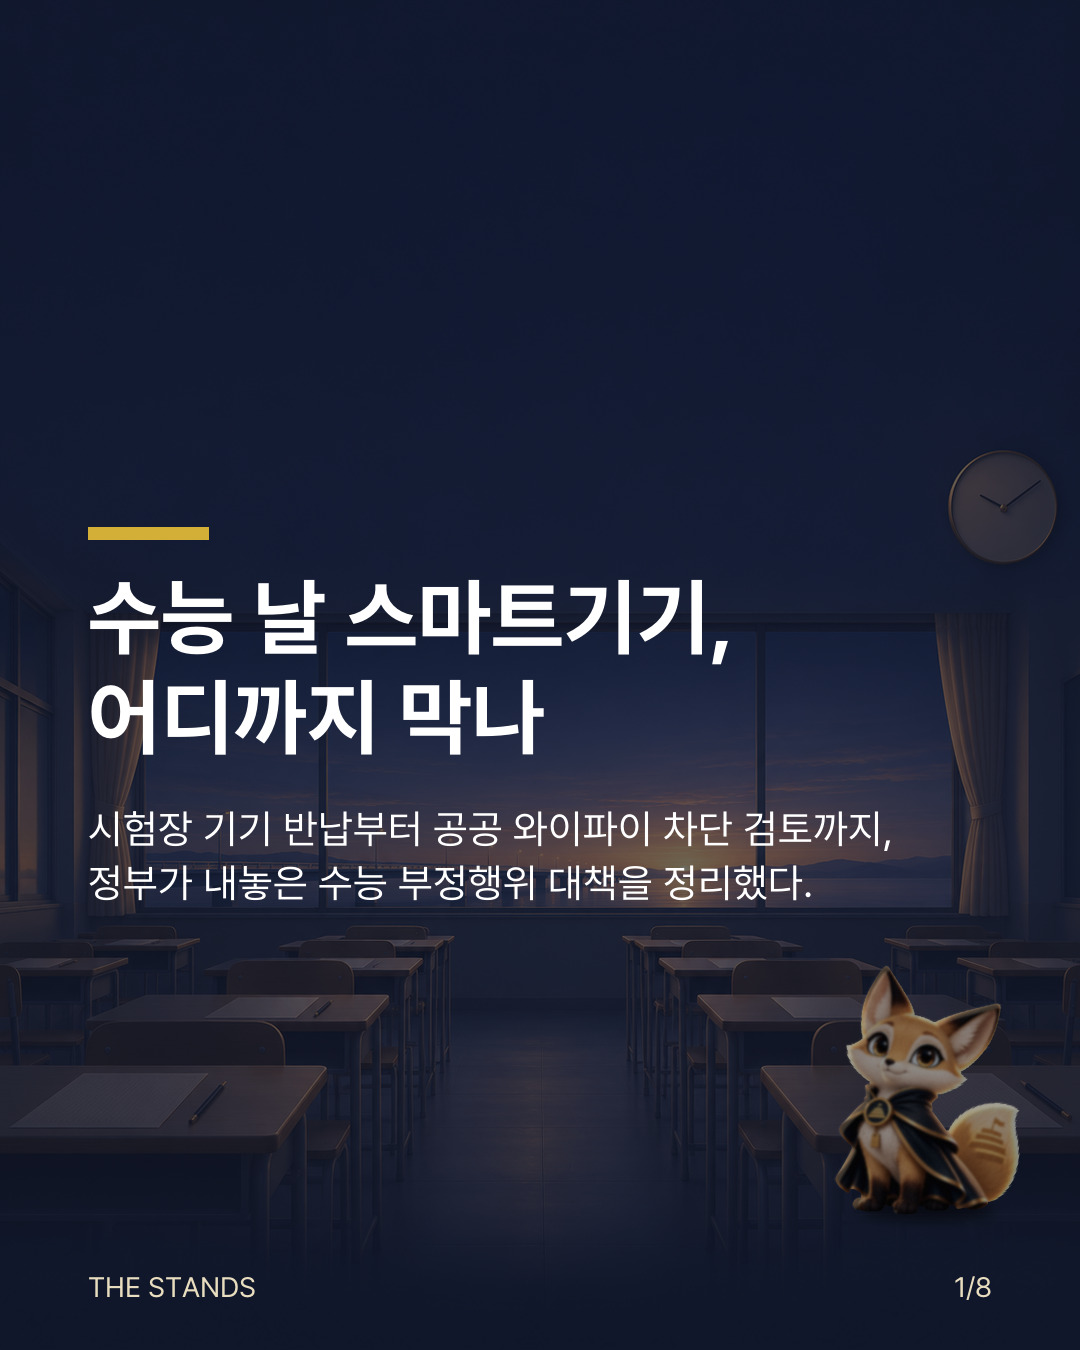 수능 날 스마트기기,
어디까지 막나
시험장 기기 반납부터 공공 와이파이 차단 검토까지,
정부가 내놓은 수능 부정행위 대책을 정리했다.
THE STANDS
1/8